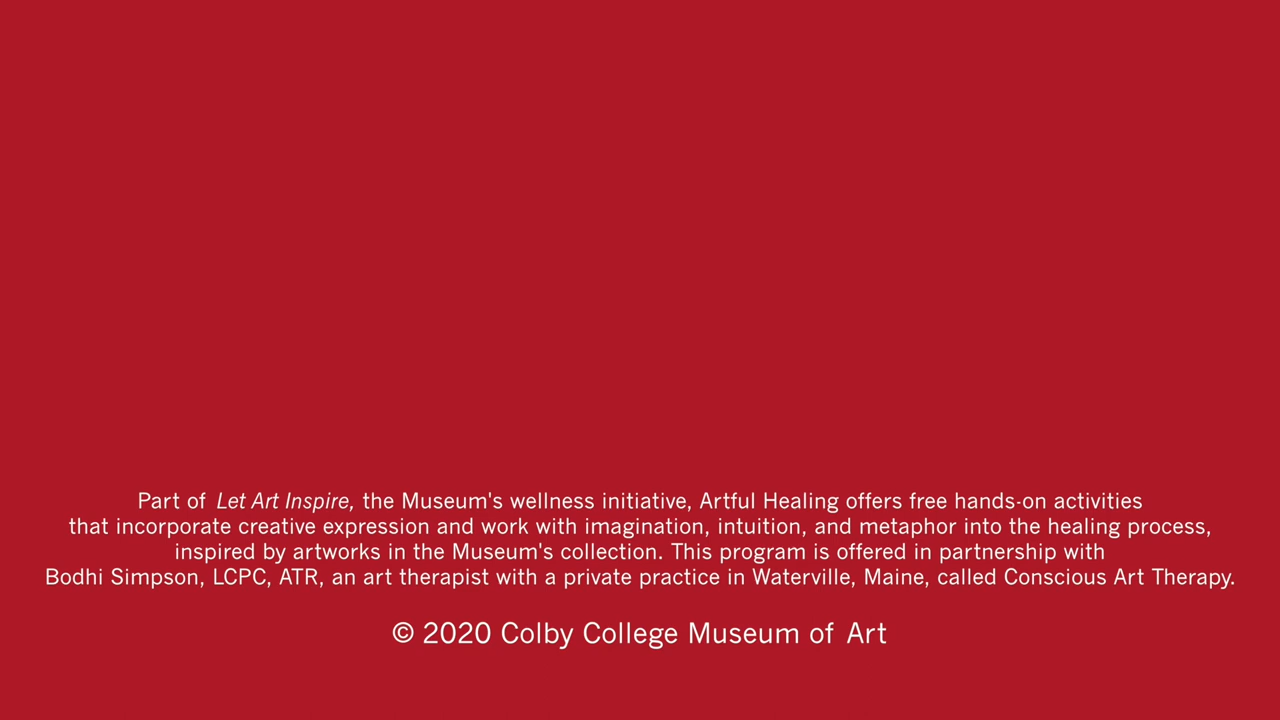 Part of Let Art Inspire, the Museum's wellness initiative, Artful Healing offers free hands-on activities
that incorporate creative expression and work with imagination, intuition, and metaphor into the healing process,
inspired by artworks in the Museum's collection. This program is offered in partnership with
Bodhi Simpson, LCPC, ATR, an art therapist with a private practice in Waterville, Maine, called Conscious Art Therapy.
© 2020 Colby College Museum of Art